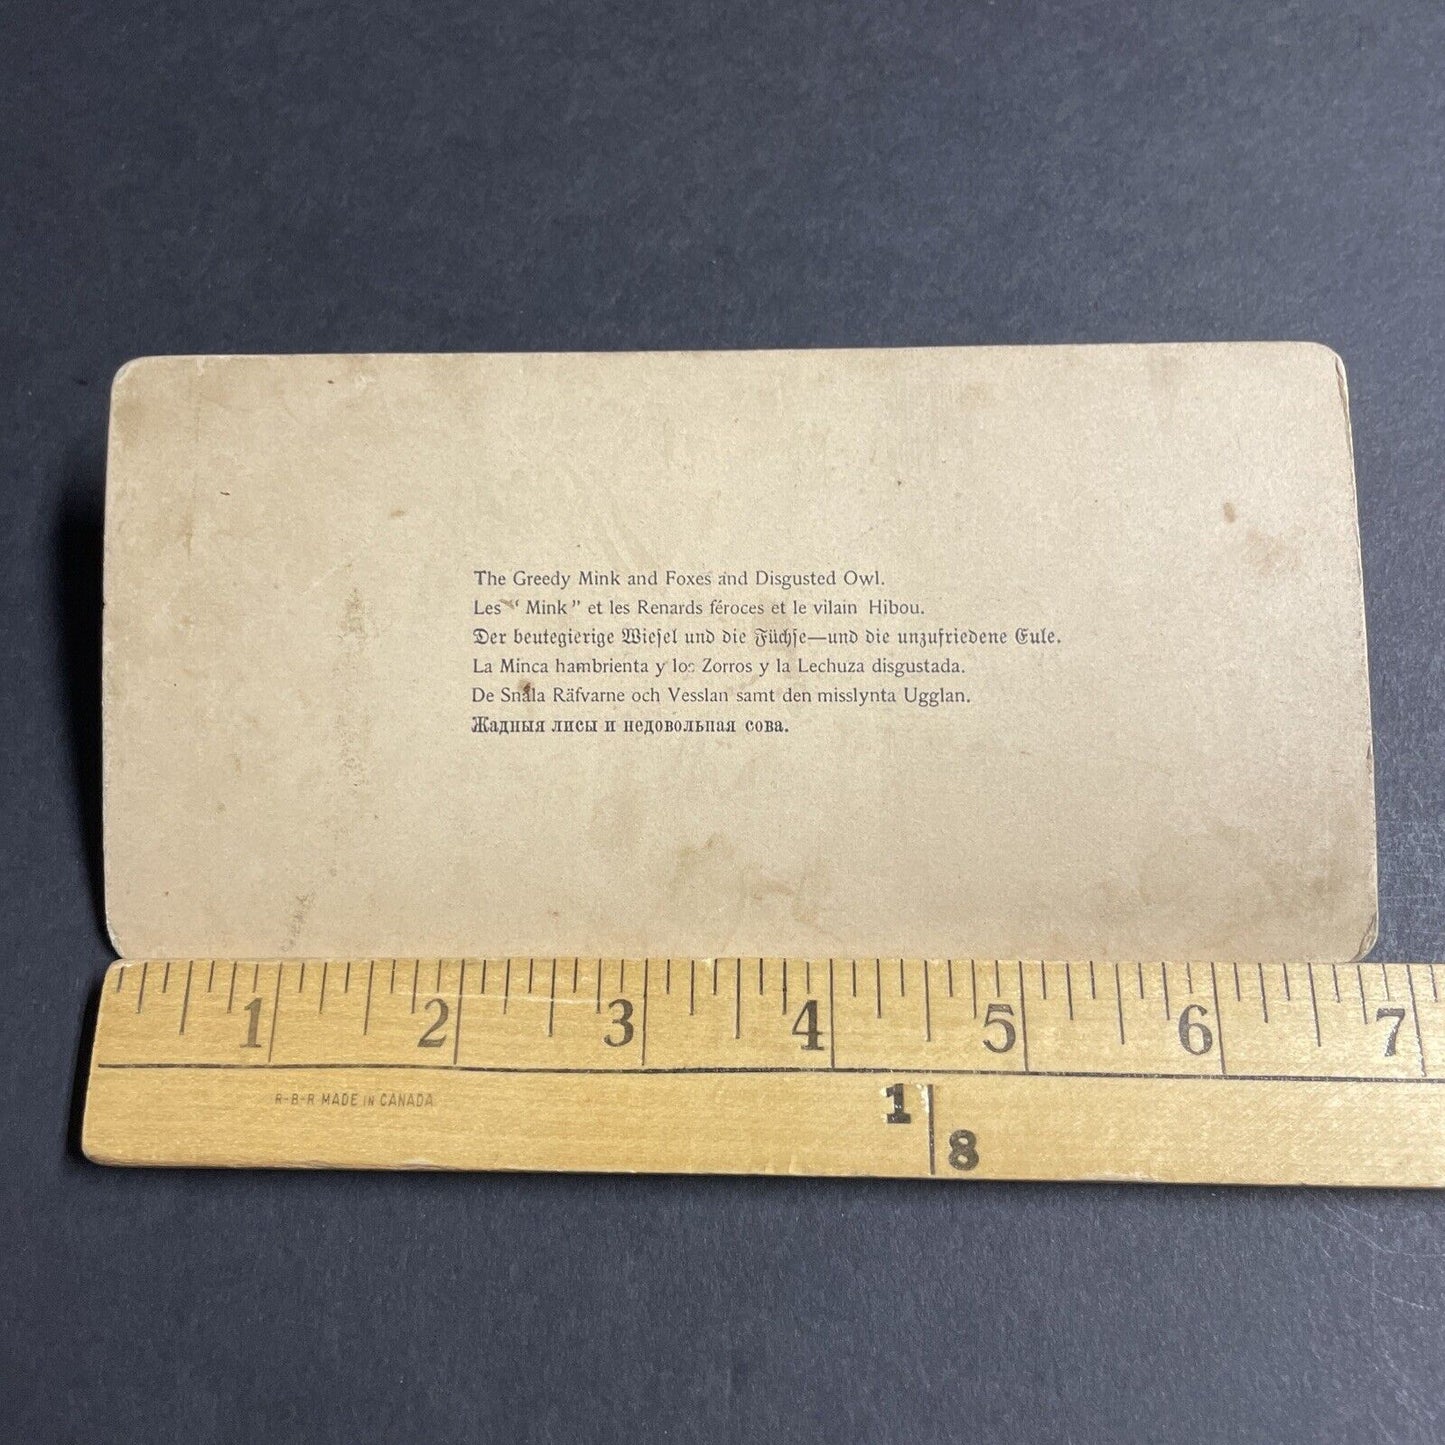 The Greedy Mink and Foxes and Disgusted Owl.
Les “ Mink ” et les Renards féroces et le vilain Hibou.
Der beutegierige Wiesel und die Füchse—und die unzufriedene Eule.
La Minca hambrienta y los Zorros y la Lechuza disgustada.
De Snåla Räfvarne och Vesslan samt den misslynta Ugglan.
Жадныя лисы и недовольная сова.
1 2 3 4 5 6 7
R-B-R MADE IN CANADA
1
8